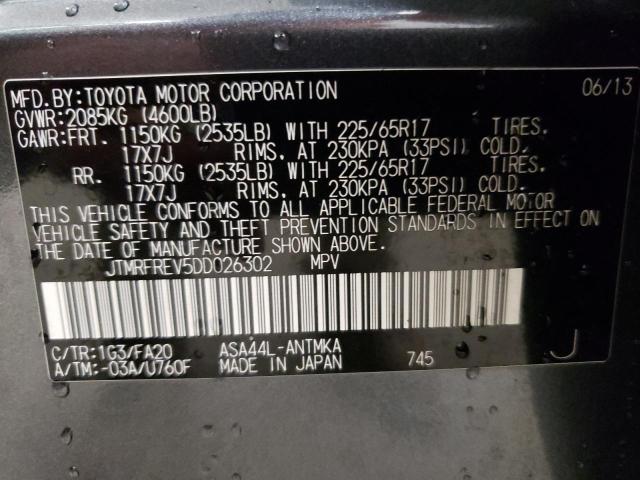 MFD.BY:TOYOTA MOTOR CORPORATION 06/13
GVWR:2085KG (4600LB)
GAWR:FRT. 1150KG (2535LB) WITH 225/65R17 TIRES.
17X7J RIMS, AT 230KPA (33PSI) COLD.
RR. 1150KG (2535LB) WITH 225/65R17 TIRES.
17X7J RIMS, AT 230KPA (33PSI) COLD.
THIS VEHICLE CONFORMS TO ALL APPLICABLE FEDERAL MOTOR
VEHICLE SAFETY AND THEFT PREVENTION STANDARDS IN EFFECT ON
THE DATE OF MANUFACTURE SHOWN ABOVE.
JTMRFREV5DD026302 MPV
C/TR:1G3/FA20 ASA44L-ANTMKA J
A/TM:-03A/U760F MADE IN JAPAN 745